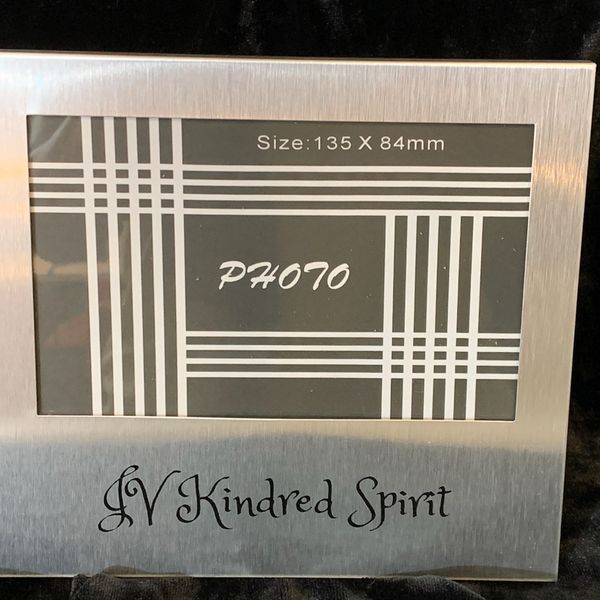 Size: 135 X 84mm
PHOTO
JV Kindred Spirit